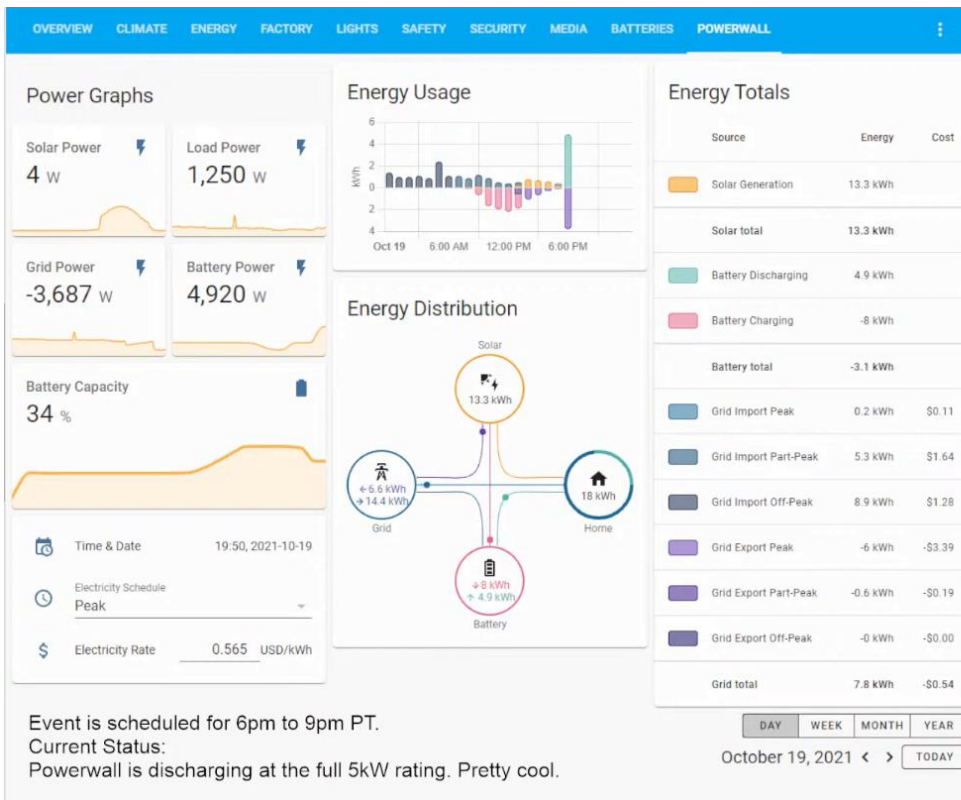 OVERVIEW CLIMATE ENERGY FACTORY LIGHTS SAFETY SECURITY MEDIA BATTERIES POWERWALL
Power Graphs
Solar Power
4 W
Load Power
1,250 W
Grid Power
-3,687 W
Battery Power
4,920 W
Battery Capacity
34 %
Time & Date 19:50, 2021-10-19
Electricity Schedule
Peak
$ Electricity Rate 0.565 USD/kWh
Energy Usage
kWh
6
4
2
0
2
4
Oct 19 6:00 AM 12:00 PM 6:00 PM
Energy Distribution
Solar
13.3 kWh
←6.6 kWh
→14.4 kWh
Grid
18 kWh
Home
↓8 kWh
↑4.9 kWh
Battery
Energy Totals
Source Energy Cost
Solar Generation 13.3 kWh
Solar total 13.3 kWh
Battery Discharging 4.9 kWh
Battery Charging -8 kWh
Battery total -3.1 kWh
Grid Import Peak 0.2 kWh $0.11
Grid Import Part-Peak 5.3 kWh $1.64
Grid Import Off-Peak 8.9 kWh $1.28
Grid Export Peak -6 kWh -$3.39
Grid Export Part-Peak -0.6 kWh -$0.19
Grid Export Off-Peak -0 kWh -$0.00
Grid total 7.8 kWh -$0.54
DAY WEEK MONTH YEAR
October 19, 2021 < > TODAY
Event is scheduled for 6pm to 9pm PT.
Current Status:
Powerwall is discharging at the full 5kW rating. Pretty cool.